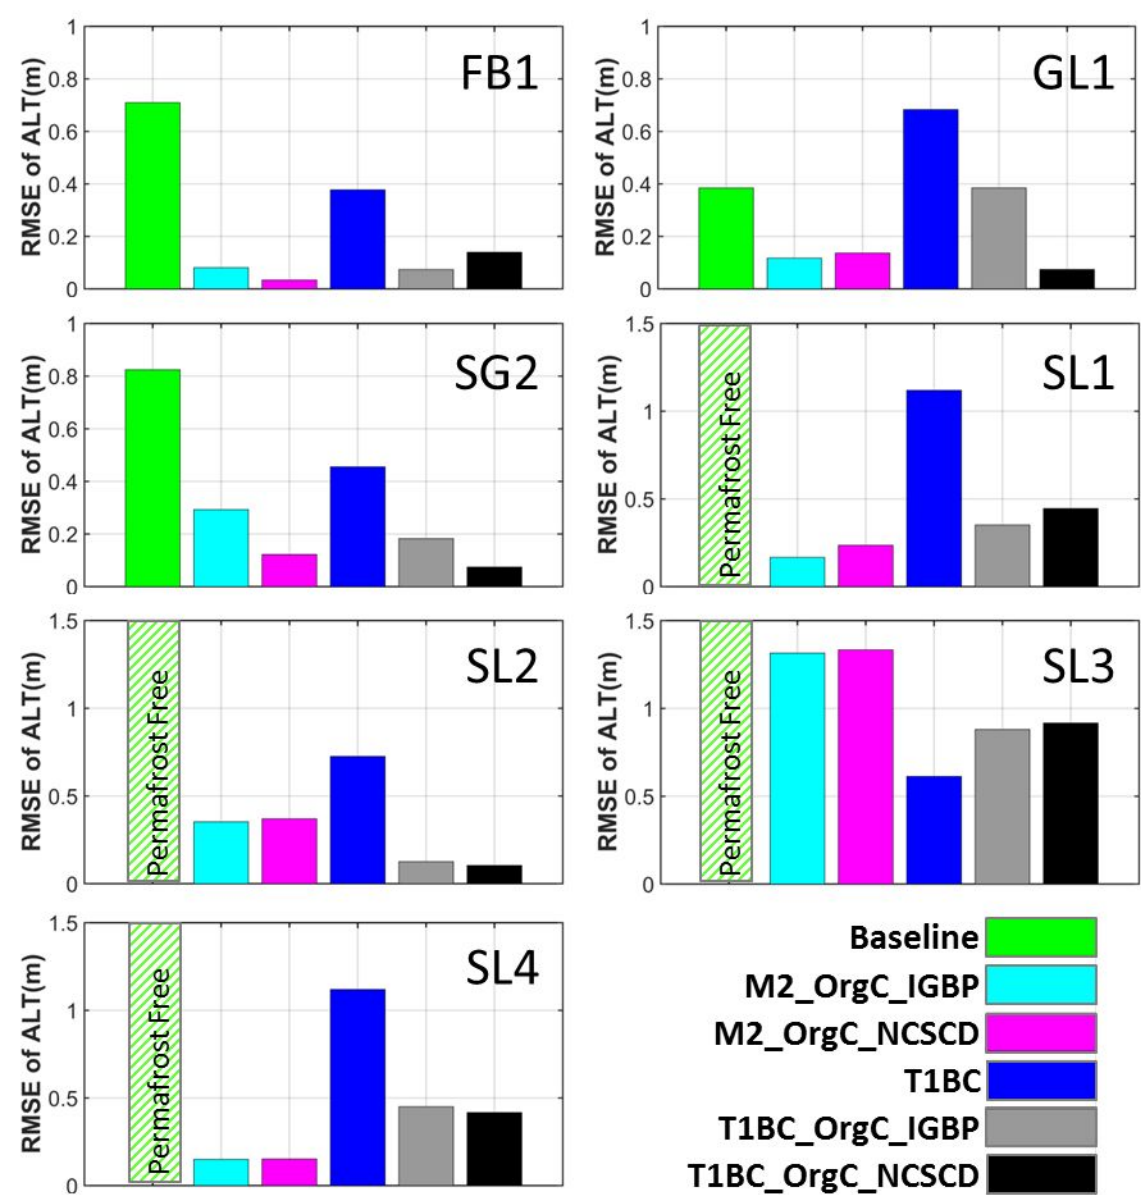 RMSE of ALT(m)
1
0.8
0.6
0.4
0.2
0
FB1
RMSE of ALT(m)
1
0.8
0.6
0.4
0.2
0
GL1
RMSE of ALT(m)
1
0.8
0.6
0.4
0.2
0
SG2
RMSE of ALT(m)
1.5
1
0.5
0
Permafrost Free
SL1
RMSE of ALT(m)
1.5
1
0.5
0
Permafrost Free
SL2
RMSE of ALT(m)
1.5
1
0.5
0
Permafrost Free
SL3
RMSE of ALT(m)
1.5
1
0.5
0
Permafrost Free
SL4
Baseline
M2_OrgC_IGBP
M2_OrgC_NCSCD
T1BC
T1BC_OrgC_IGBP
T1BC_OrgC_NCSCD